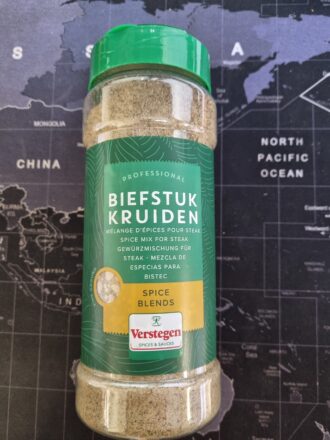 S
S
A
MONGOLIA
CHINA
NORTH
PACIFIC
OCEAN
PROFESSIONAL
BIEFSTUK
KRUIDEN
MÉLANGE D'ÉPICES POUR STEAK
SPICE MIX FOR STEAK
GEWÜRZMISCHUNG FÜR
STEAK - MEZCLA DE
ESPECIAS PARA
BISTEC
SPICE
BLENDS
Verstegen
SPICES & SAUCES